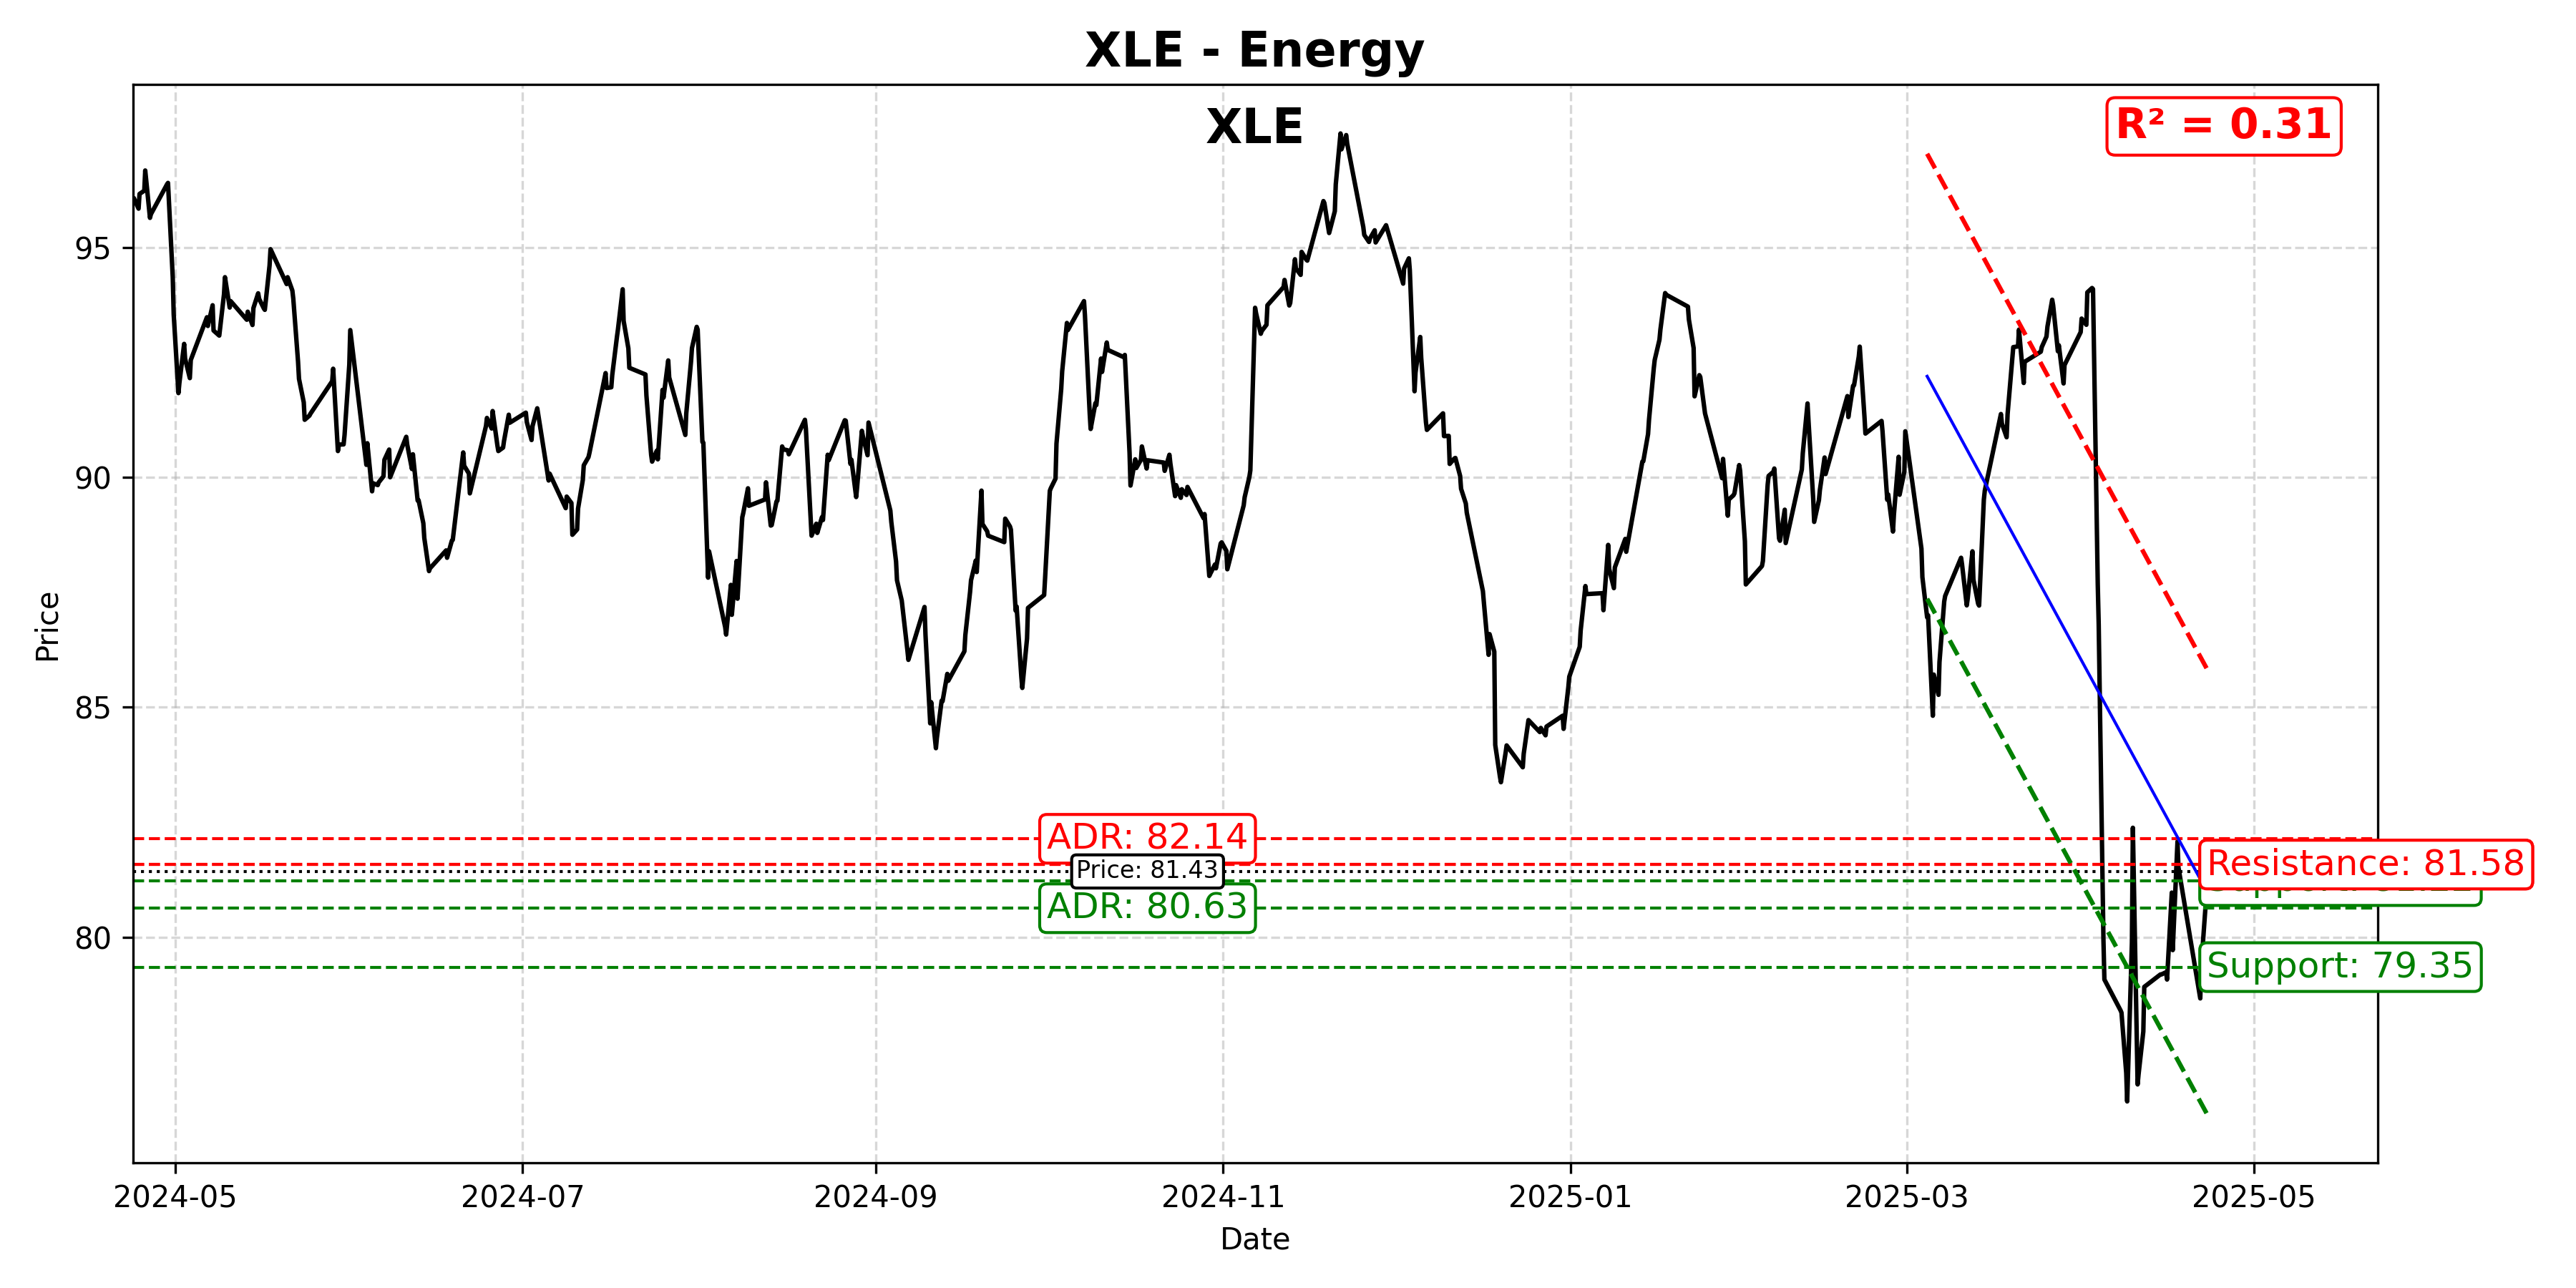 XLE - Energy
XLE
R² = 0.31
95
90
85
80
Price
ADR: 82.14
Price: 81.43
ADR: 80.63
Resistance: 81.58
Support: 79.35
2024-05
2024-07
2024-09
2024-11
2025-01
2025-03
2025-05
Date